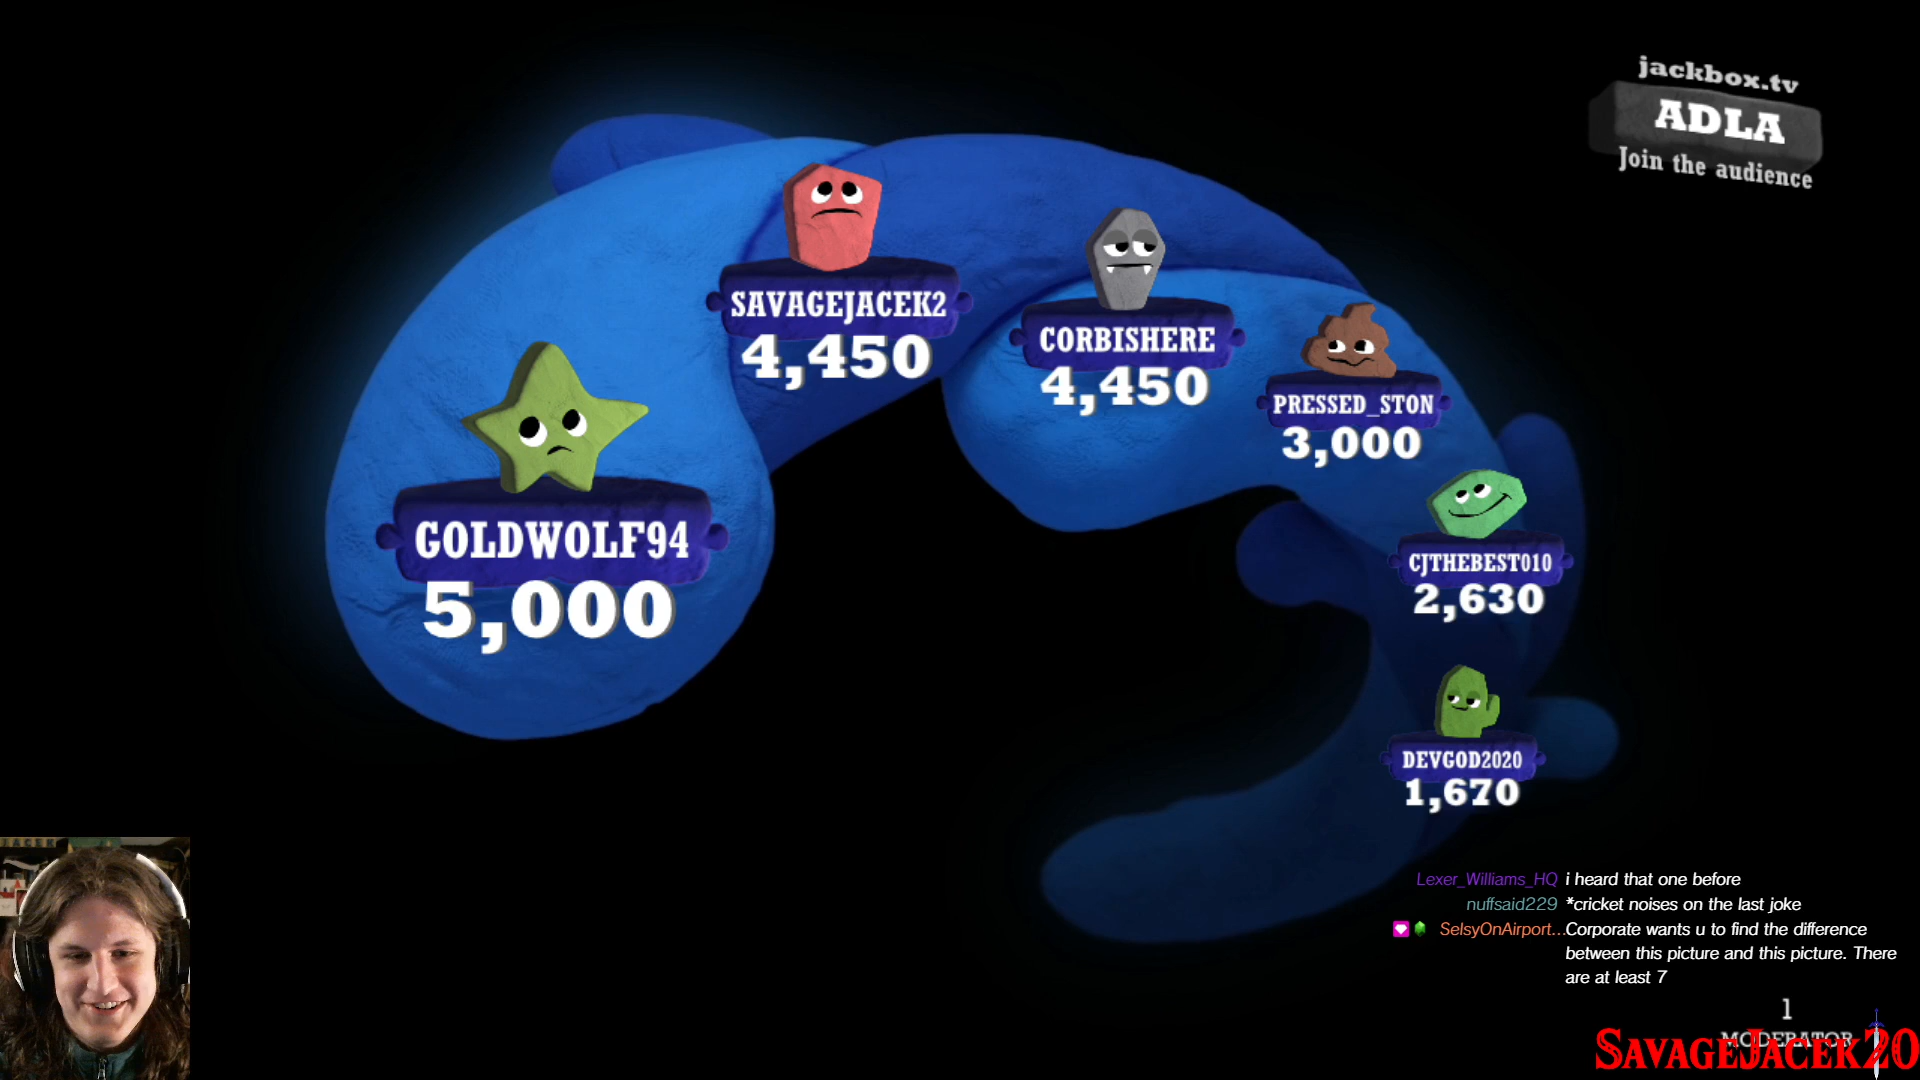 jackbox.tv
ADLA
Join the audience
SAVAGEJACEK2
4,450
CORBISHERE
4,450
PRESSED_STON
3,000
GOLDWOLF94
5,000
CJTHEBEST010
2,630
DEVGOD2020
1,670
Lexer_Williams_HQ i heard that one before
nuffsaid229 *cricket noises on the last joke
SelsyOnAirport... Corporate wants u to find the difference
between this picture and this picture. There
are at least 7
1
MODERATOR
SAVAGEJACEK20